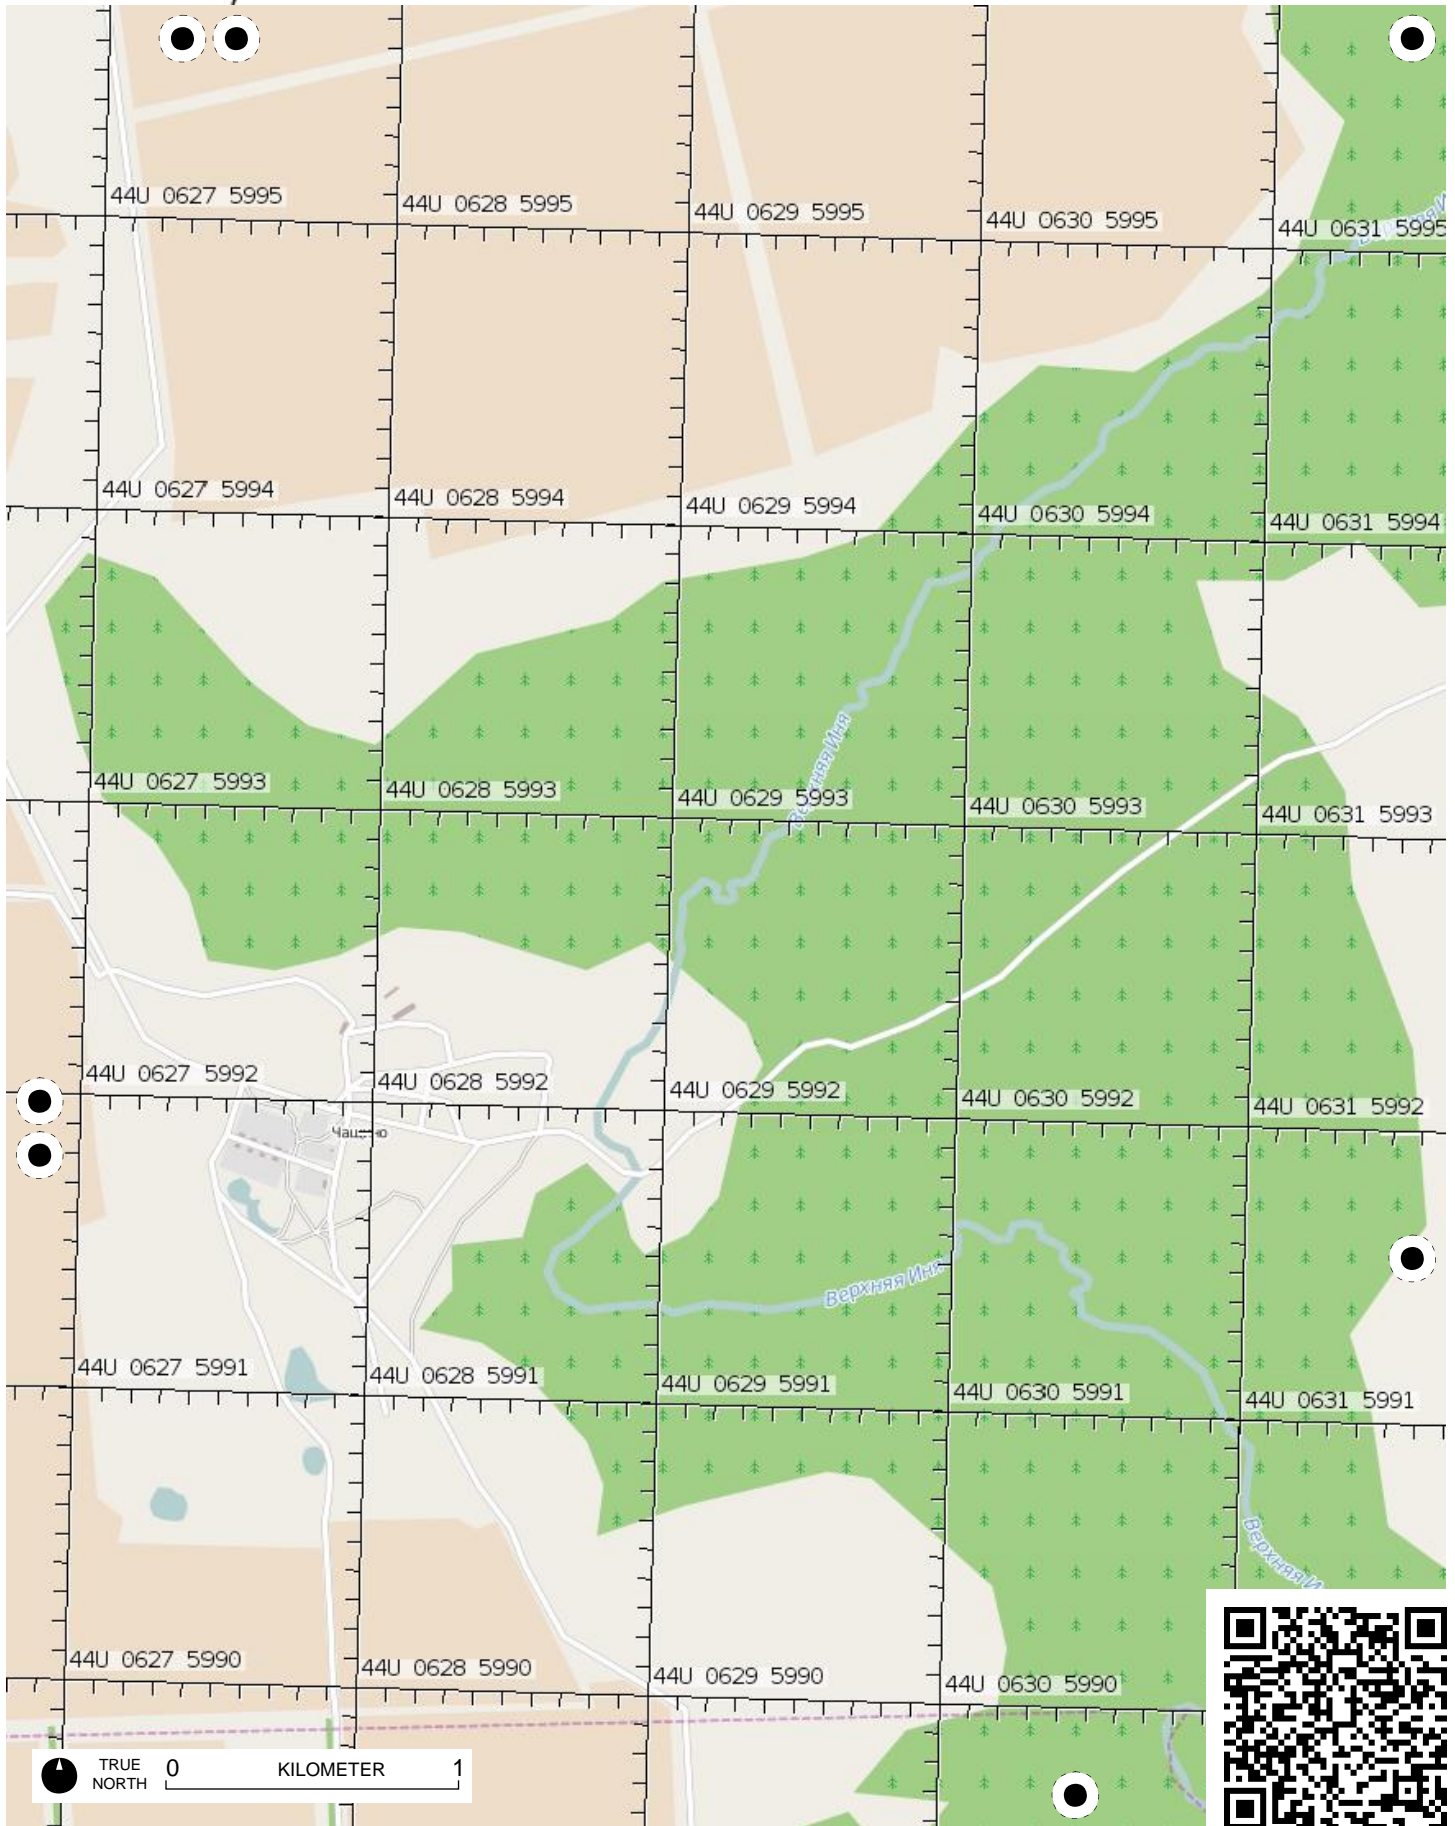 44U 0627 5995
44U 0628 5995
44U 0629 5995
44U 0630 5995
44U 0631 5995
44U 0627 5994
44U 0628 5994
44U 0629 5994
44U 0630 5994
44U 0631 5994
Верхняя Иня
44U 0627 5993
44U 0628 5993
44U 0629 5993
44U 0630 5993
44U 0631 5993
44U 0627 5992
44U 0628 5992
44U 0629 5992
44U 0630 5992
44U 0631 5992
Верхняя Иня
44U 0627 5991
44U 0628 5991
44U 0629 5991
44U 0630 5991
44U 0631 5991
Верхняя И
44U 0627 5990
44U 0628 5990
44U 0629 5990
44U 0630 5990
TRUE NORTH
0 KILOMETER 1